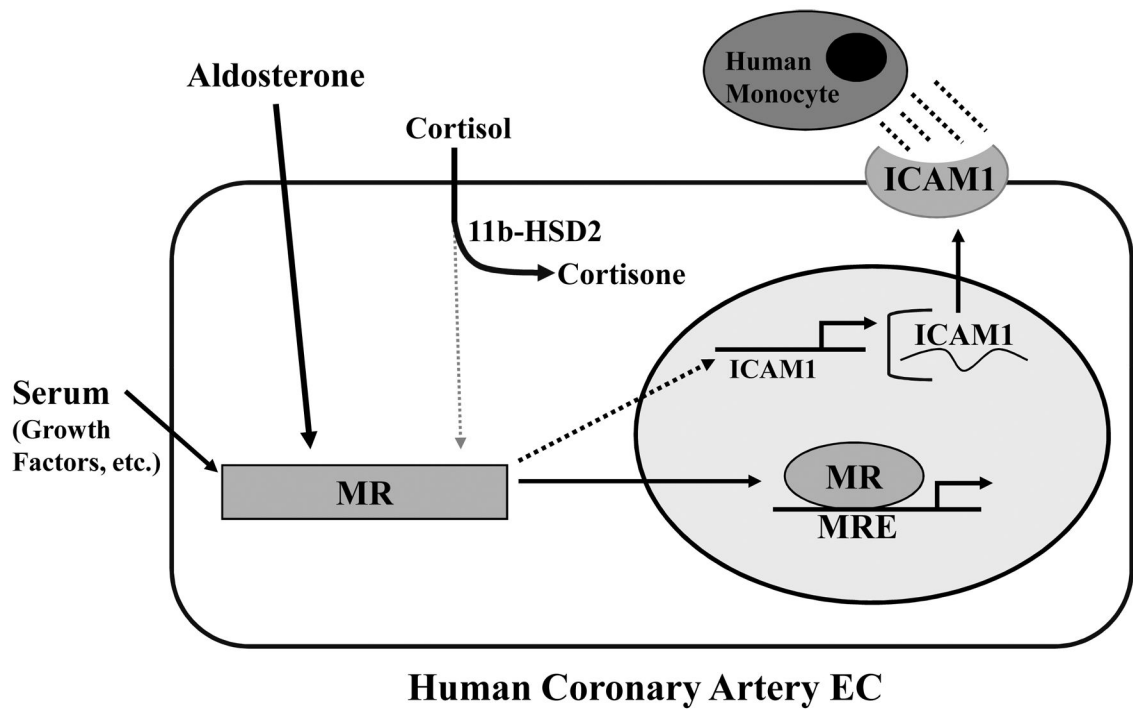 Aldosterone
Cortisol
Human
Monocyte
ICAM1
11b-HSD2
Cortisone
ICAM1
ICAM1
Serum
(Growth
Factors, etc.)
MR
MR
MRE
Human Coronary Artery EC